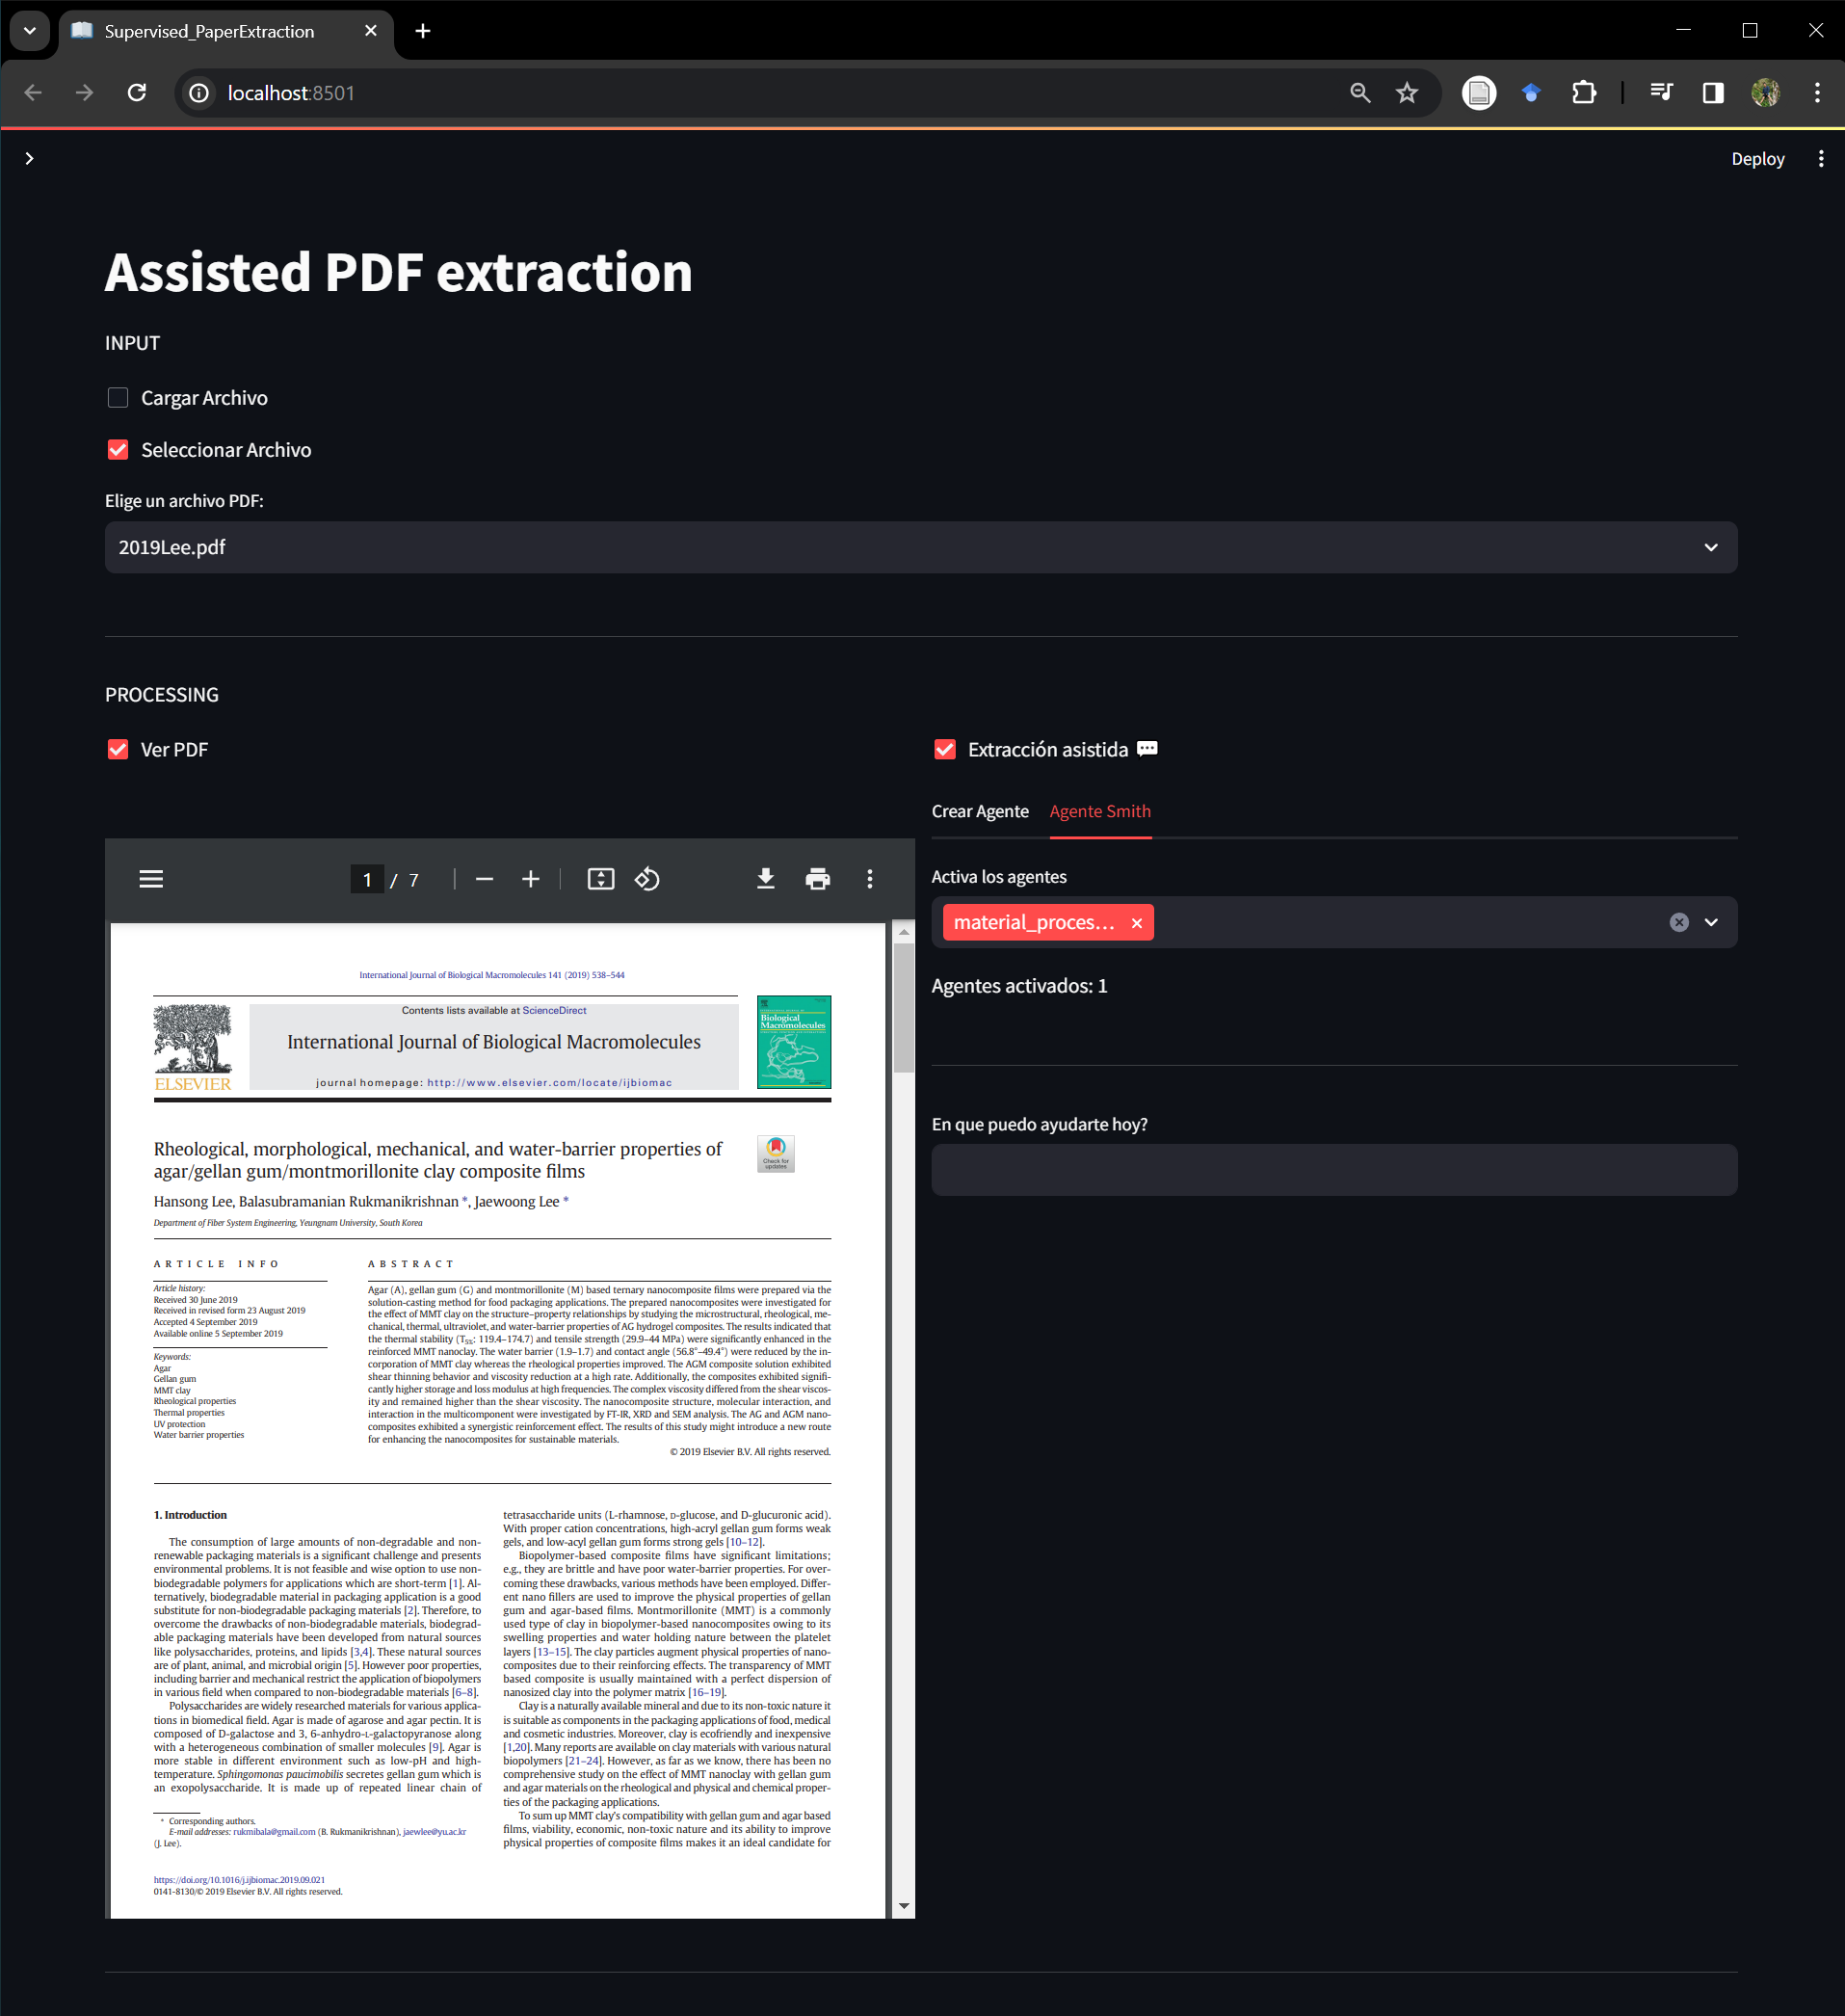 Supervised_PaperExtraction
localhost:8501
Deploy
Assisted PDF extraction
INPUT
Cargar Archivo
Seleccionar Archivo
Elige un archivo PDF:
2019Lee.pdf
PROCESSING
Ver PDF
1 / 7
International Journal of Biological Macromolecules 141 (2019) 538–544
Contents lists available at ScienceDirect
International Journal of Biological Macromolecules
journal homepage: http://www.elsevier.com/locate/ijbiomac
ELSEVIER
Biological
Macromolecules
Rheological, morphological, mechanical, and water-barrier properties of
agar/gellan gum/montmorillonite clay composite films
Check for
updates
Hansong Lee, Balasubramanian Rukmanikrishnan *, Jaewoong Lee *
Department of Fiber System Engineering, Yeungnam University, South Korea
ARTICLE INFO
Article history:
Received 30 June 2019
Received in revised form 23 August 2019
Accepted 4 September 2019
Available online 5 September 2019
Keywords:
Agar
Gellan gum
MMT clay
Rheological properties
Thermal properties
UV protection
Water barrier properties
ABSTRACT
Agar (A), gellan gum (G) and montmorillonite (M) based ternary nanocomposite films were prepared via the
solution-casting method for food packaging applications. The prepared nanocomposites were investigated for
the effect of MMT clay on the structure–property relationships by studying the microstructural, rheological, me-
chanical, thermal, ultraviolet, and water-barrier properties of AG hydrogel composites. The results indicated that
the thermal stability (T5%: 119.4–174.7) and tensile strength (29.9–44 MPa) were significantly enhanced in the
reinforced MMT nanoclay. The water barrier (1.9–1.7) and contact angle (56.8°–49.4°) were reduced by the in-
corporation of MMT clay whereas the rheological properties improved. The AGM composite solution exhibited
shear thinning behavior and viscosity reduction at a high rate. Additionally, the composites exhibited signifi-
cantly higher storage and loss modulus at high frequencies. The complex viscosity differed from the shear viscos-
ity and remained higher than the shear viscosity. The nanocomposite structure, molecular interaction, and
interaction in the multicomponent were investigated by FT-IR, XRD and SEM analysis. The AG and AGM nano-
composites exhibited a synergistic reinforcement effect. The results of this study might introduce a new route
for enhancing the nanocomposites for sustainable materials.
© 2019 Elsevier B.V. All rights reserved.
1. Introduction
The consumption of large amounts of non-degradable and non-
renewable packaging materials is a significant challenge and presents
environmental problems. It is not feasible and wise option to use non-
biodegradable polymers for applications which are short-term [1]. Al-
ternatively, biodegradable material in packaging application is a good
substitute for non-biodegradable packaging materials [2]. Therefore, to
overcome the drawbacks of non-biodegradable materials, biodegrad-
able packaging materials have been developed from natural sources
like polysaccharides, proteins, and lipids [3,4]. These natural sources
are of plant, animal, and microbial origin [5]. However poor properties,
including barrier and mechanical restrict the application of biopolymers
in various field when compared to non-biodegradable materials [6–8].
Polysaccharides are widely researched materials for various applica-
tions in biomedical field. Agar is made of agarose and agar pectin. It is
composed of D-galactose and 3, 6-anhydro-L-galactopyranose along
with a heterogeneous combination of smaller molecules [9]. Agar is
more stable in different environment such as low-pH and high-
temperature. Sphingomonas paucimobilis secretes gellan gum which is
an exopolysaccharide. It is made up of repeated linear chain of
* Corresponding authors.
E-mail addresses: rukmibala@gmail.com (B. Rukmanikrishnan), jaewlee@yu.ac.kr
(J. Lee).
tetrasaccharide units (L-rhamnose, D-glucose, and D-glucuronic acid).
With proper cation concentrations, high-acryl gellan gum forms weak
gels, and low-acyl gellan gum forms strong gels [10–12].
Biopolymer-based composite films have significant limitations;
e.g., they are brittle and have poor water-barrier properties. For over-
coming these drawbacks, various methods have been employed. Differ-
ent nano fillers are used to improve the physical properties of gellan
gum and agar-based films. Montmorillonite (MMT) is a commonly
used type of clay in biopolymer-based nanocomposites owing to its
swelling properties and water holding nature between the platelet
layers [13–15]. The clay particles augment physical properties of nano-
composites due to their reinforcing effects. The transparency of MMT
based composite is usually maintained with a perfect dispersion of
nanosized clay into the polymer matrix [16–19].
Clay is a naturally available mineral and due to its non-toxic nature it
is suitable as components in the packaging applications of food, medical
and cosmetic industries. Moreover, clay is ecofriendly and inexpensive
[1,20]. Many reports are available on clay materials with various natural
biopolymers [21–24]. However, as far as we know, there has been no
comprehensive study on the effect of MMT nanoclay with gellan gum
and agar materials on the rheological and physical and chemical proper-
ties of the packaging applications.
To sum up MMT clay's compatibility with gellan gum and agar based
films, viability, economic, non-toxic nature and its ability to improve
physical properties of composite films makes it an ideal candidate for
https://doi.org/10.1016/j.ijbiomac.2019.09.021
0141-8130/© 2019 Elsevier B.V. All rights reserved.
Extracción asistida
Crear Agente Agente Smith
Activa los agentes
material_proces...
Agentes activados: 1
En que puedo ayudarte hoy?